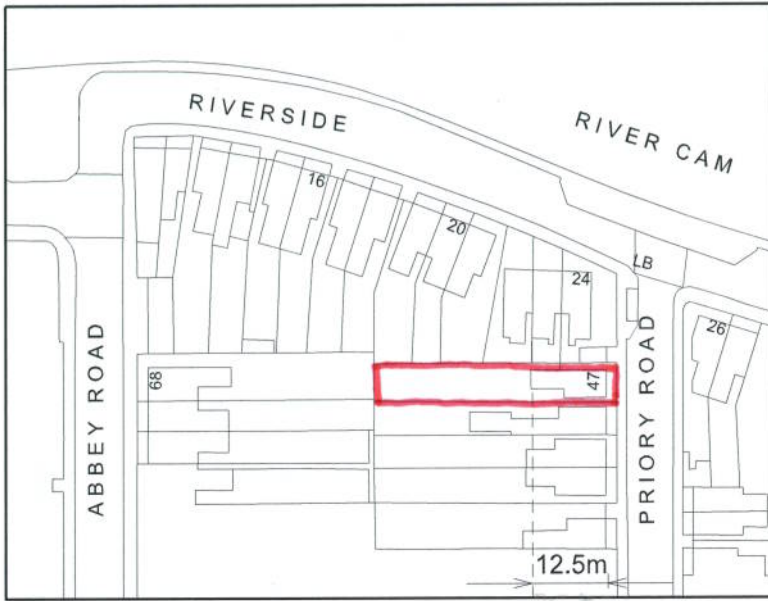 RIVERSIDE
RIVER CAM
16
20
24
LB
26
ABBEY ROAD
68
47
PRIORY ROAD
12.5m